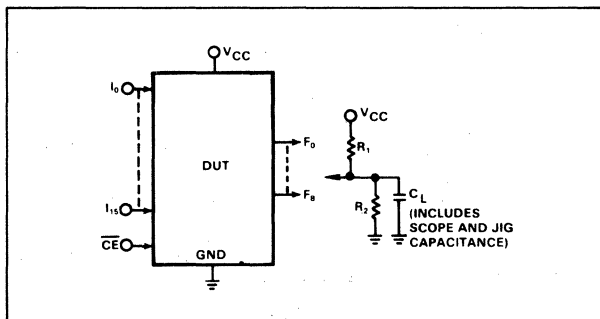 VCC
I0
VCC
R1
F0
DUT
CL
(INCLUDES
SCOPE AND JIG
CAPACITANCE)
R2
F8
I15
CE
GND